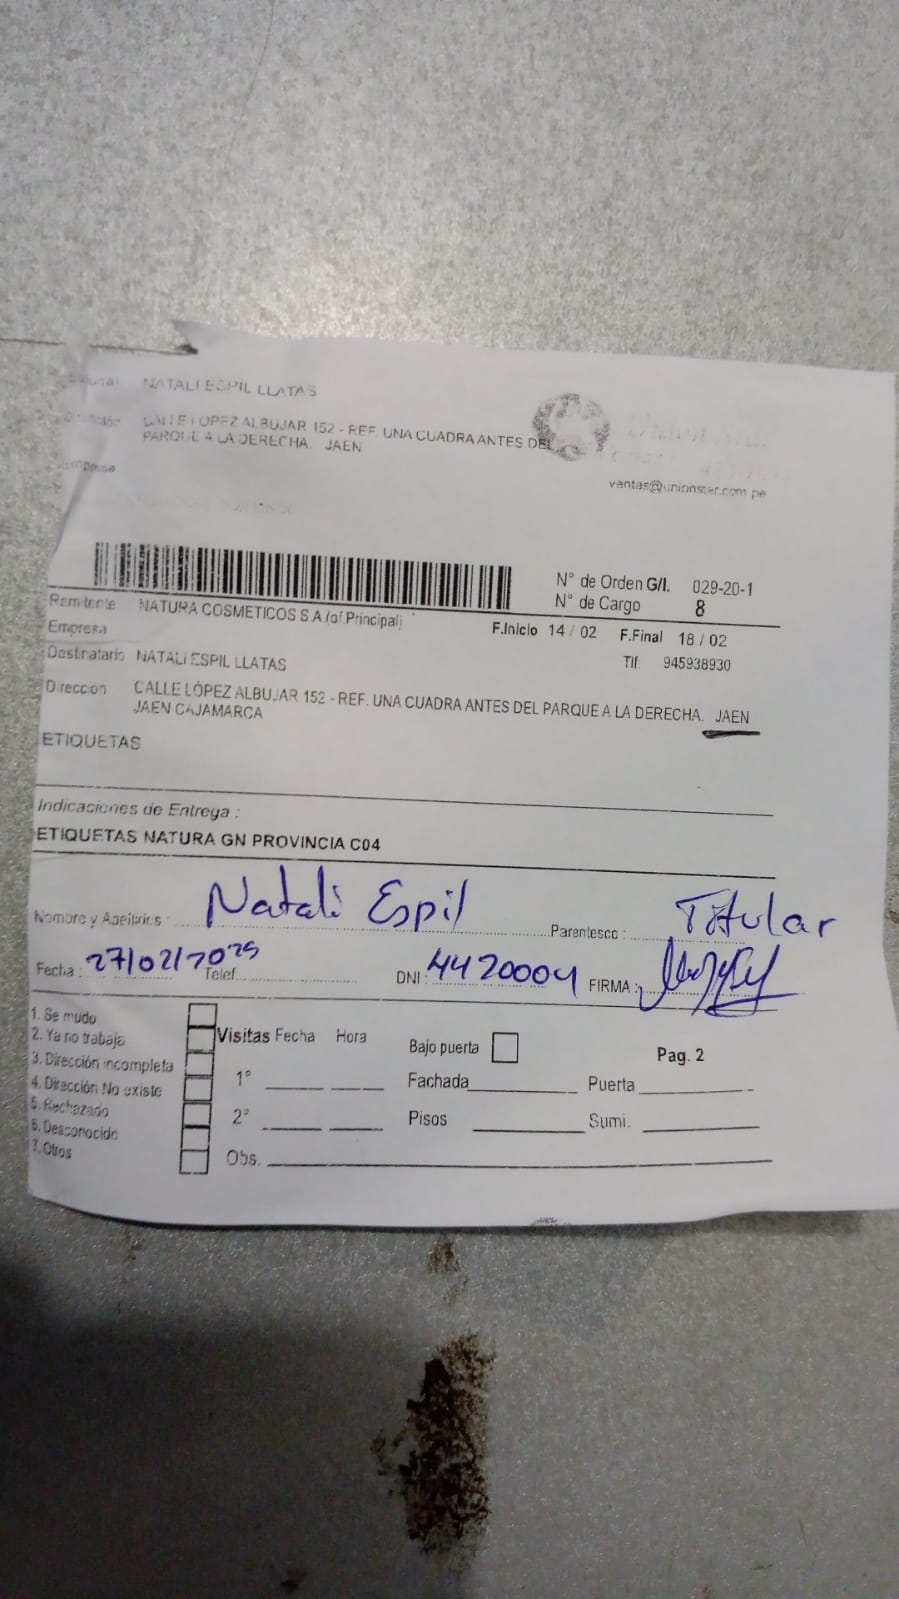 NATALI ESPIL LLATAS
Dirección CALLE LOPEZ ALBUJAR 152 - REF. UNA CUADRA ANTES DEL
PARQUE A LA DERECHA. JAEN
Empresa
ventas@unionstar.com.pe
N° de Orden G/I. 029-20-1
N° de Cargo 8
Remitente NATURA COSMETICOS S.A.(of.Principal)
F.Inicio 14 / 02 F.Final 18 / 02
Empresa
Destinatario NATALI ESPIL LLATAS
Tlf 945938930
Dirección CALLE LÓPEZ ALBUJAR 152 - REF. UNA CUADRA ANTES DEL PARQUE A LA DERECHA. JAEN
JAEN CAJAMARCA
ETIQUETAS
Indicaciones de Entrega :
ETIQUETAS NATURA GN PROVINCIA C04
Nombre y Apellidos : Natali Espil Parentesco : Titular
Fecha : 27/02/2025 Telef. DNI : 4420004 FIRMA :
1. Se mudo
2. Ya no trabaja
3. Dirección incompleta
4. Dirección No existe
5. Rechazado
6. Desconocido
7. Otros
Visitas Fecha Hora
Bajo puerta
Pag. 2
1°
Fachada
Puerta
2°
Pisos
Sumi.
Obs.